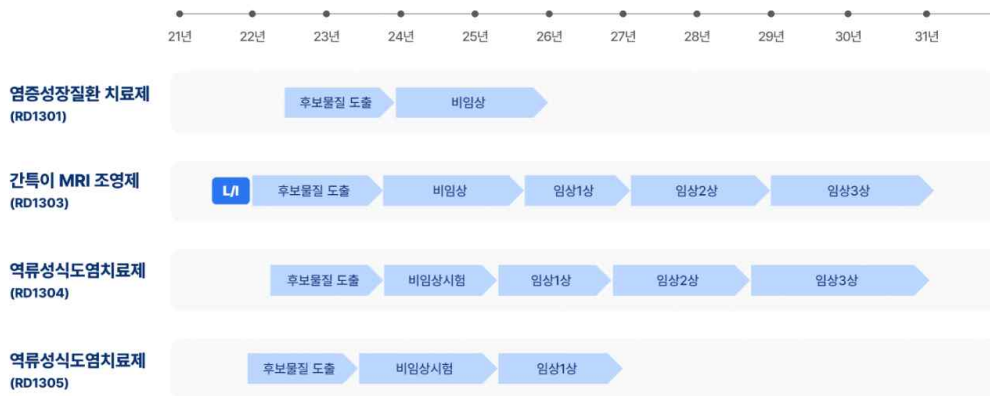 21년 22년 23년 24년 25년 26년 27년 28년 29년 30년 31년
염증성장질환 치료제
(RD1301)
후보물질 도출 비임상
간특이 MRI 조영제
(RD1303)
L/I 후보물질 도출 비임상 임상1상 임상2상 임상3상
역류성식도염치료제
(RD1304)
후보물질 도출 비임상시험 임상1상 임상2상 임상3상
역류성식도염치료제
(RD1305)
후보물질 도출 비임상시험 임상1상